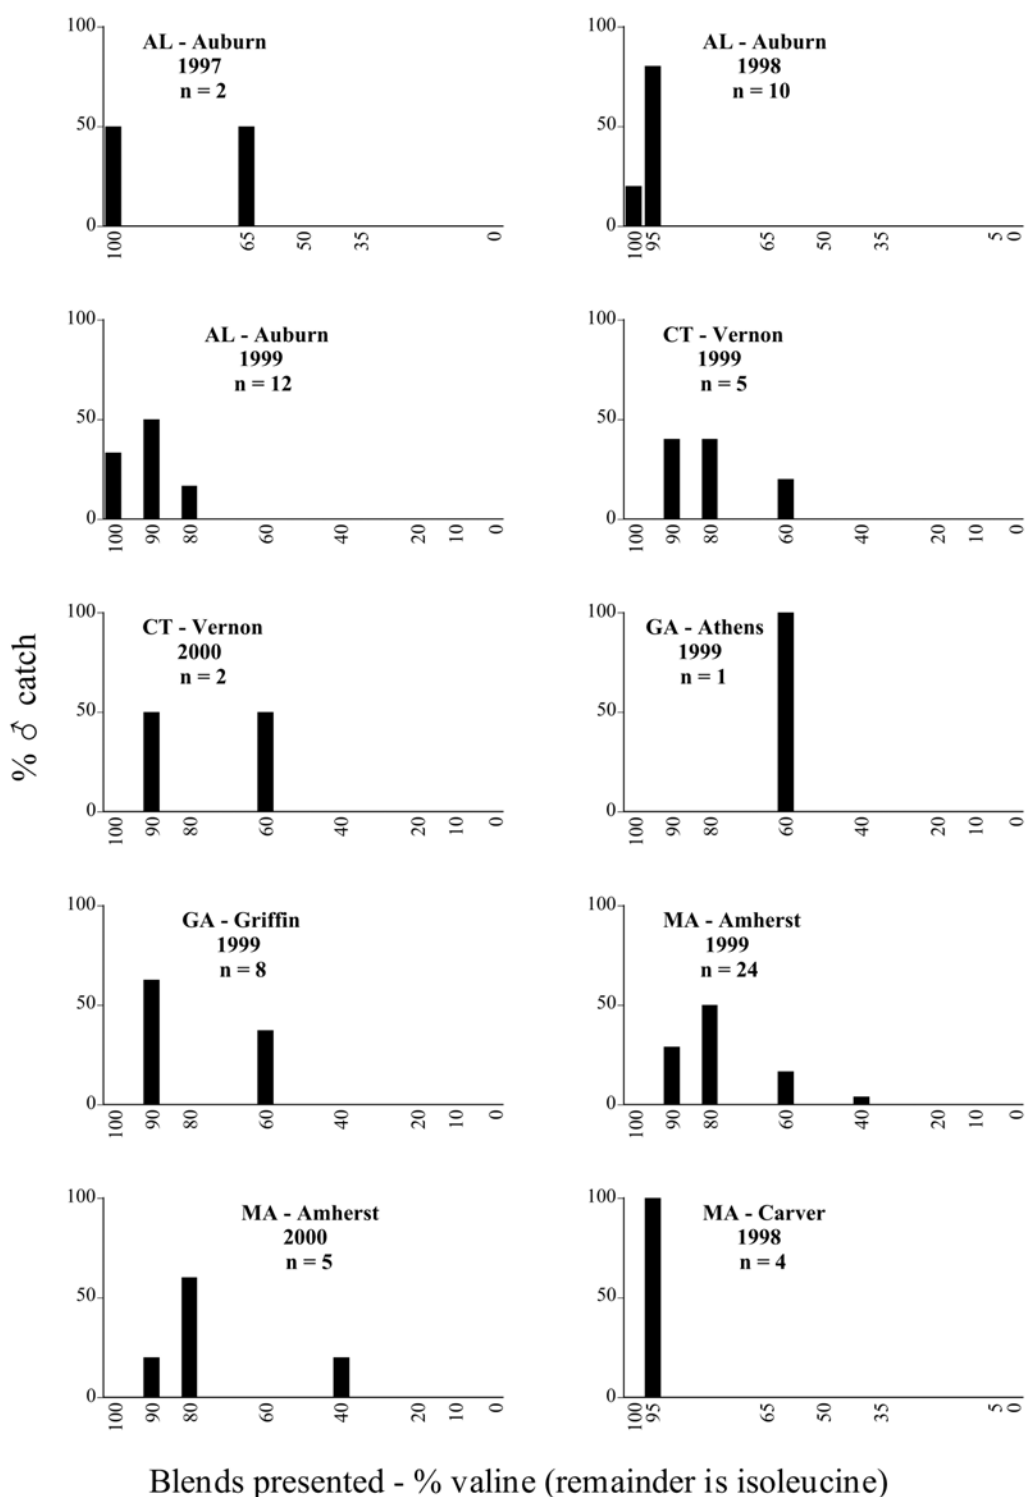 100
50
0
AL - Auburn
1997
n = 2
100 65 50 35 0
100
50
0
AL - Auburn
1998
n = 10
100 95 65 50 35 5 0
100
50
0
AL - Auburn
1999
n = 12
100 90 80 60 40 20 10 0
100
50
0
CT - Vernon
1999
n = 5
100 90 80 60 40 20 10 0
% ♂ catch
100
50
0
CT - Vernon
2000
n = 2
100 90 80 60 40 20 10 0
100
50
0
GA - Athens
1999
n = 1
100 90 80 60 40 20 10 0
100
50
0
GA - Griffin
1999
n = 8
100 90 80 60 40 20 10 0
100
50
0
MA - Amherst
1999
n = 24
100 90 80 60 40 20 10 0
100
50
0
MA - Amherst
2000
n = 5
100 90 80 60 40 20 10 0
100
50
0
MA - Carver
1998
n = 4
100 95 65 50 35 5 0
Blends presented - % valine (remainder is isoleucine)